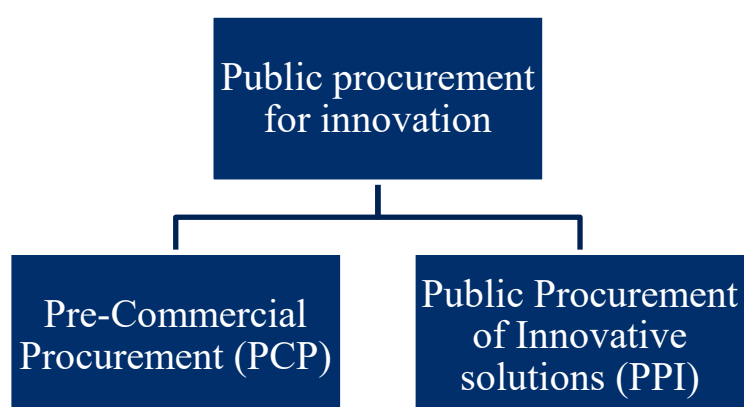 Public procurement
for innovation
Pre-Commercial
Procurement (PCP)
Public Procurement
of Innovative
solutions (PPI)